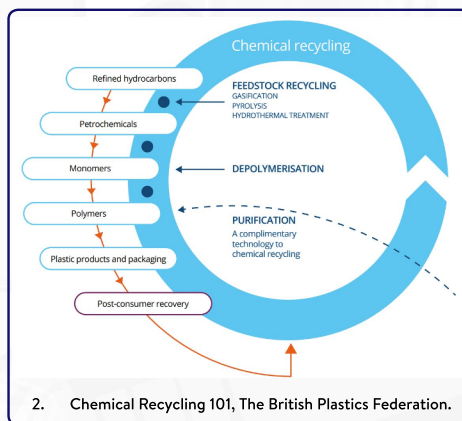 Chemical recycling
Refined hydrocarbons
Petrochemicals
Monomers
Polymers
Plastic products and packaging
Post-consumer recovery
FEEDSTOCK RECYCLING
GASIFICATION
PYROLYSIS
HYDROTHERMAL TREATMENT
DEPOLYMERISATION
PURIFICATION
A complimentary
technology to
chemical recycling
2. Chemical Recycling 101, The British Plastics Federation.